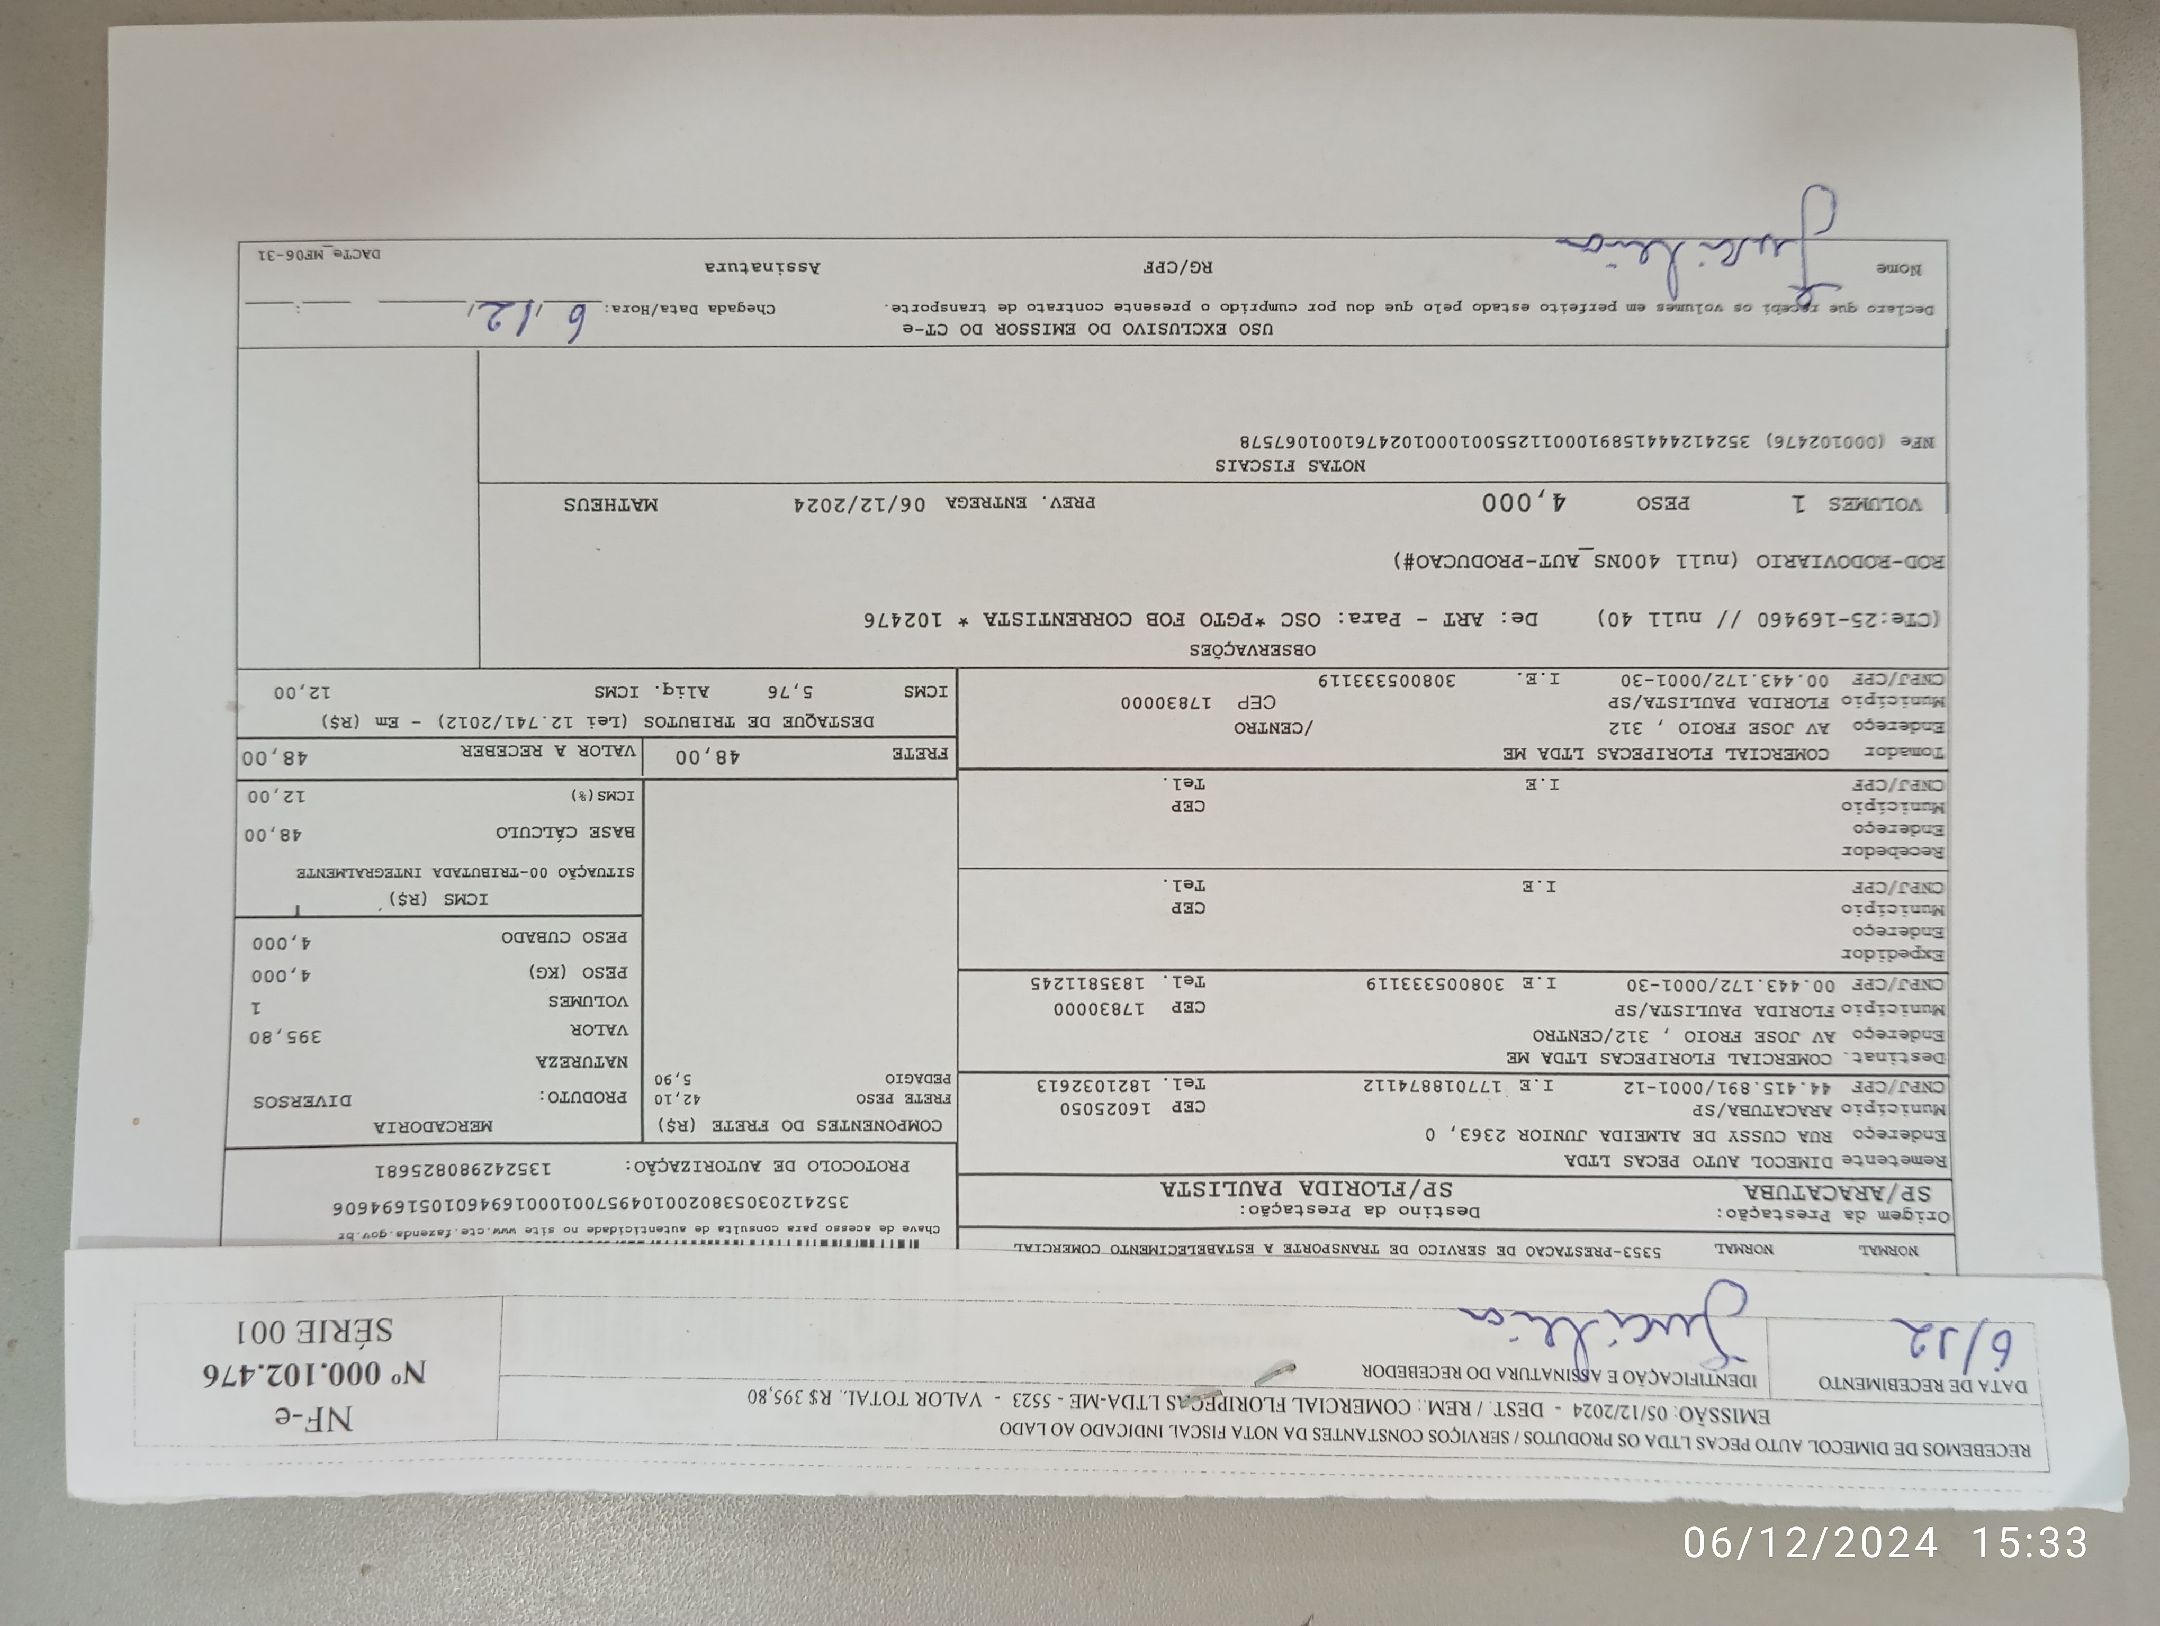 RECEBEMOS DE DIMECOL AUTO PECAS LTDA OS PRODUTOS / SERVIÇOS CONSTANTES DA NOTA FISCAL INDICADO AO LADO
EMISSÃO: 05/12/2024 - DEST. / REM.: COMERCIAL FLORIPECAS LTDA-ME - 5523 - VALOR TOTAL: R$ 395,80
DATA DE RECEBIMENTO
6/12
IDENTIFICAÇÃO E ASSINATURA DO RECEBEDOR
NF-e
Nº 000.102.476
SÉRIE 001
NORMAL NORMAL 5353-PRESTACAO DE SERVICO DE TRANSPORTE A ESTABELECIMENTO COMERCIAL
Origem da Prestação: Destino da Prestação:
SP/ARACATUBA SP/FLORIDA PAULISTA
Remetente DIMECOL AUTO PECAS LTDA
Endereço RUA CUSSY DE ALMEIDA JUNIOR 2363, 0
Município ARACATUBA/SP CEP 16025050
CNPJ/CPF 44.415.891/0001-12 I.E 177018874112 Tel. 1821032613
Destinat. COMERCIAL FLORIPECAS LTDA ME
Endereço AV JOSE FROIO , 312/CENTRO
Município FLORIDA PAULISTA/SP CEP 17830000
CNPJ/CPF 00.443.172/0001-30 I.E 308005333119 Tel. 1835811245
Expedidor
Endereço
Município CEP
CNPJ/CPF I.E Tel.
Recebedor
Endereço
Município CEP
CNPJ/CPF I.E Tel.
Tomador COMERCIAL FLORIPECAS LTDA ME
Endereço AV JOSE FROIO , 312 /CENTRO
Município FLORIDA PAULISTA/SP CEP 17830000
CNPJ/CPF 00.443.172/0001-30 I.E. 308005333119
Chave de acesso para consulta de autenticidade no site www.cte.fazenda.gov.br
35241203053802001049570010001694601051694606
PROTOCOLO DE AUTORIZAÇÃO: 135242980825681
COMPONENTES DO FRETE (R$)
FRETE PESO 42,10
PEDAGIO 5,90
MERCADORIA
PRODUTO: DIVERSOS
NATUREZA
VALOR 395,80
VOLUMES 1
PESO (KG) 4,000
PESO CUBADO 4,000
ICMS (R$)
SITUAÇÃO 00-TRIBUTADA INTEGRALMENTE
BASE CÁLCULO 48,00
ICMS(%) 12,00
FRETE 48,00 VALOR A RECEBER 48,00
DESTAQUE DE TRIBUTOS (Lei 12.741/2012) - Em (R$)
ICMS 5,76 Aliq. ICMS 12,00
OBSERVAÇÕES
(CTe:25-169460 // null 40) De: ART - Para: OSC *PGTO FOB CORRENTISTA * 102476
ROD-RODOVIARIO (null 400NS_AUT-PRODUCAO#)
VOLUMES 1 PESO 4,000 PREV. ENTREGA 06/12/2024 MATHEUS
NOTAS FISCAIS
NFe (000102476) 35241244415891000112550010001024761001067578
USO EXCLUSIVO DO EMISSOR DO CT-e
Declaro que recebi os volumes em perfeito estado pelo que dou por cumprido o presente contrato de transporte. Chegada Data/Hora: 6/12/ :
Nome RG/CPF Assinatura DACTe_MF06-31
06/12/2024 15:33